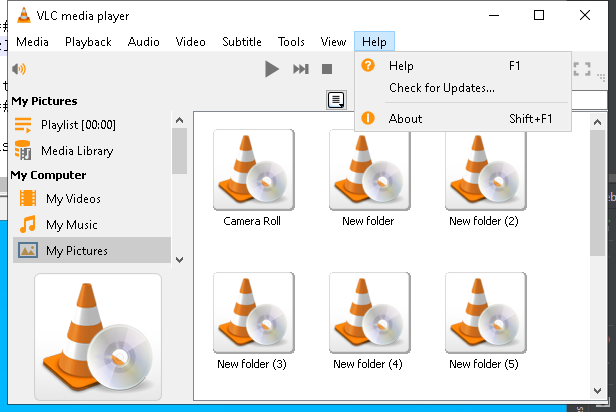 VLC media player
Media Playback Audio Video Subtitle Tools View Help
Help F1
Check for Updates...
About Shift+F1
My Pictures
Playlist [00:00]
Media Library
My Computer
My Videos
My Music
My Pictures
Camera Roll New folder New folder (2)
New folder (3) New folder (4) New folder (5)